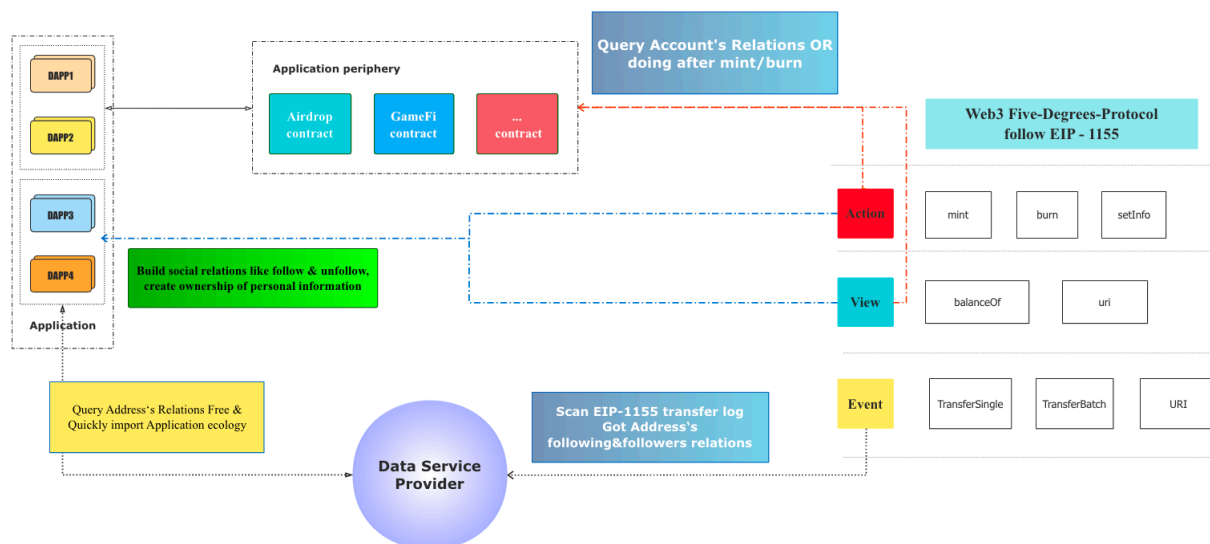 DAPP1
DAPP2
DAPP3
DAPP4
Application
Application periphery
Airdrop
contract
GameFi
contract
...
contract
Query Account's Relations OR
doing after mint/burn
Web3 Five-Degrees-Protocol
follow EIP - 1155
Action
mint
burn
setInfo
Build social relations like follow & unfollow,
create ownership of personal information
View
balanceOf
uri
Query Address‘s Relations Free &
Quickly import Application ecology
Data Service
Provider
Scan EIP-1155 transfer log
Got Address‘s
following&followers relations
Event
TransferSingle
TransferBatch
URI